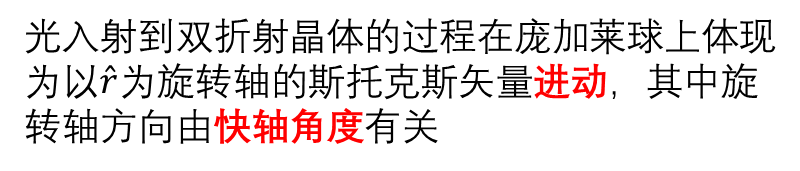 光入射到双折射晶体的过程在庞加莱球上体现
为以r̂为旋转轴的斯托克斯矢量进动，其中旋
转轴方向由快轴角度有关